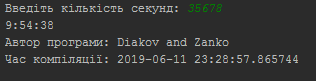 Введіть кількість секунд: 35678
9:54:38
Автор програми: Diakov and Zanko
Час компіляції: 2019-06-11 23:28:57.865744